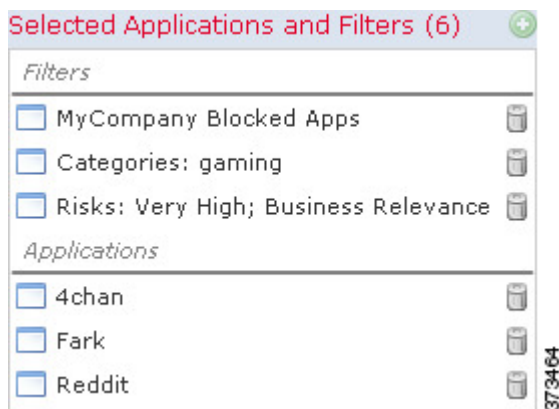 Selected Applications and Filters (6)
Filters
MyCompany Blocked Apps
Categories: gaming
Risks: Very High; Business Relevance
Applications
4chan
Fark
Reddit
373464